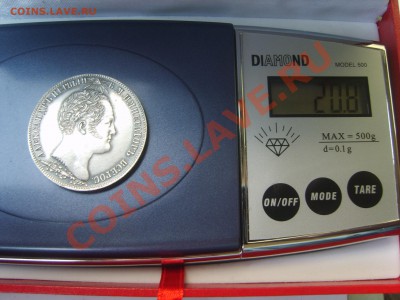 COINS.LAVE.RU
DIAMOND
MODEL 500
20.8
MAX = 500g
d=0.1g
ON/OFF MODE TARE
COINS.LAVE.RU